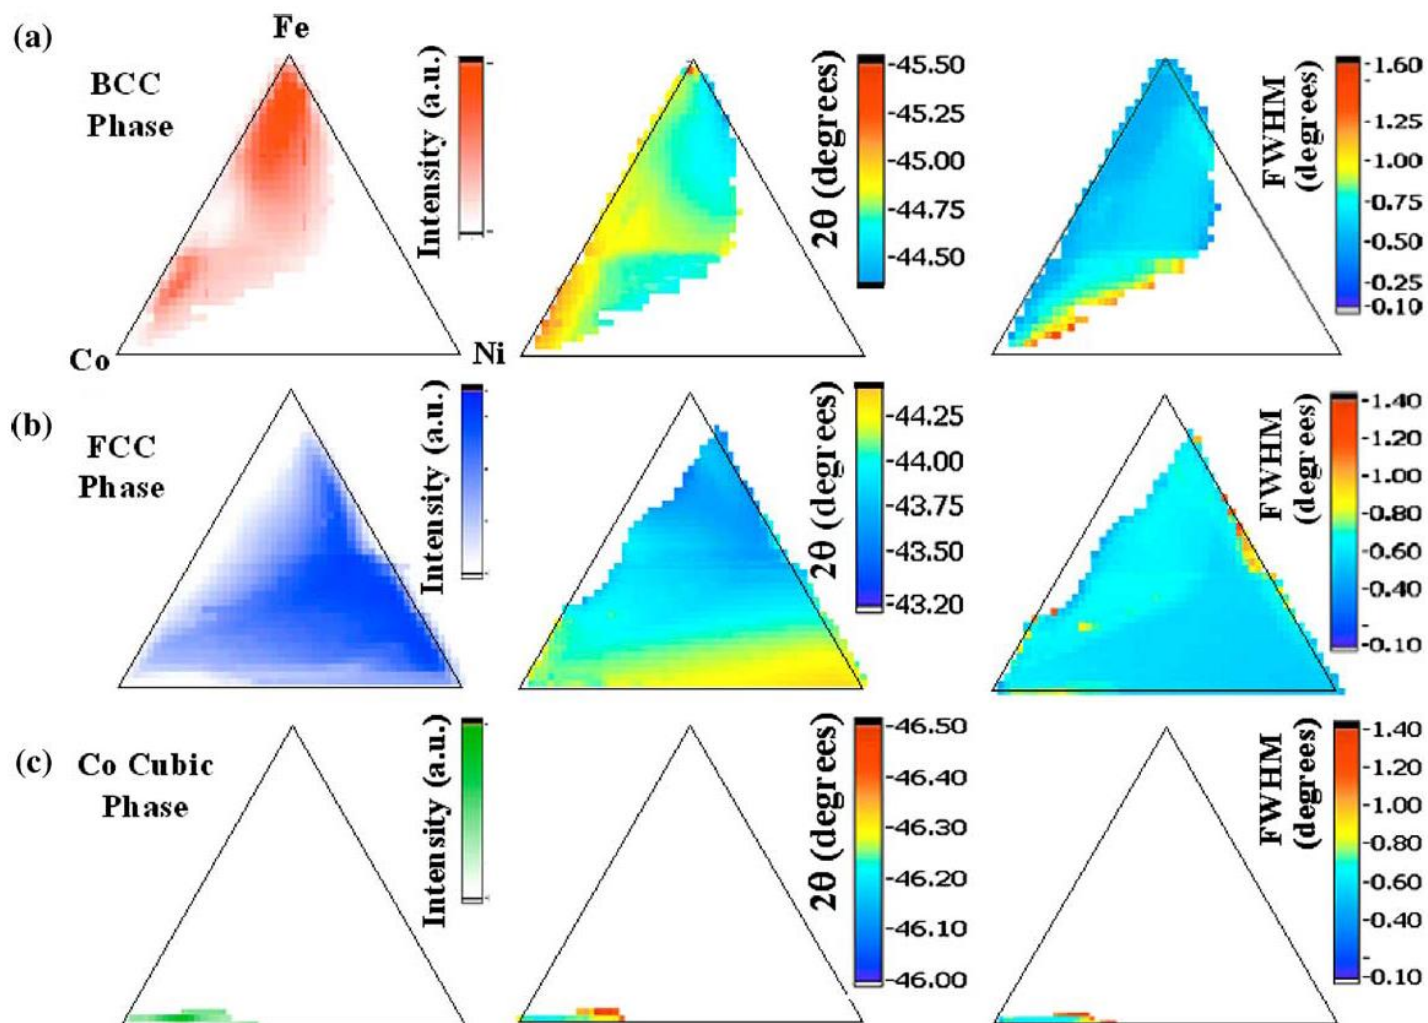 (a)
Fe
BCC
Phase
Intensity (a.u.)
2θ (degrees)
-45.50
-45.25
-45.00
-44.75
-44.50
FWHM
(degrees)
-1.60
-1.25
-1.00
-0.75
-0.50
-0.25
-0.10
Co
Ni
(b)
FCC
Phase
Intensity (a.u.)
2θ (degrees)
-44.25
-44.00
-43.75
-43.50
-43.20
FWHM
(degrees)
-1.40
-1.20
-1.00
-0.80
-0.60
-0.40
-0.10
(c)
Co Cubic
Phase
Intensity (a.u.)
2θ (degrees)
-46.50
-46.40
-46.30
-46.20
-46.10
-46.00
FWHM
(degrees)
-1.40
-1.20
-1.00
-0.80
-0.60
-0.40
-0.10